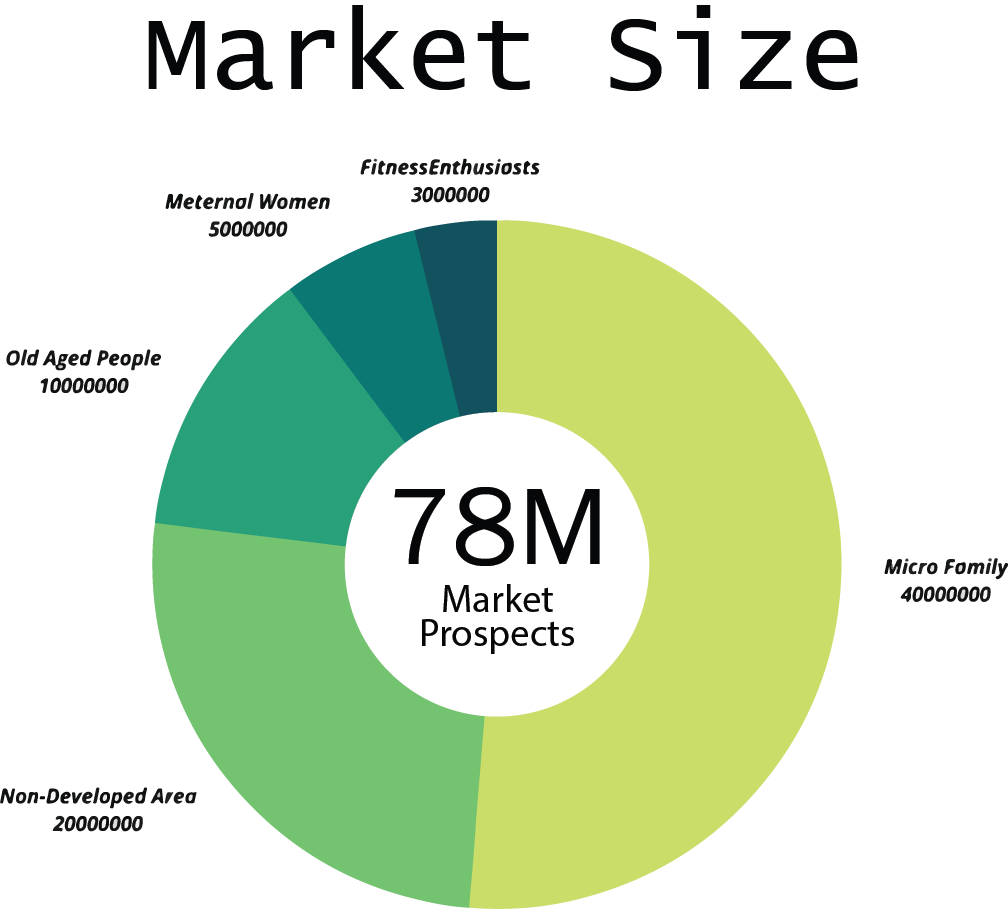 Market Size
FitnessEnthusiasts
3000000
Meternal Women
5000000
Old Aged People
10000000
78M
Market
Prospects
Micro Family
40000000
Non-Developed Area
20000000